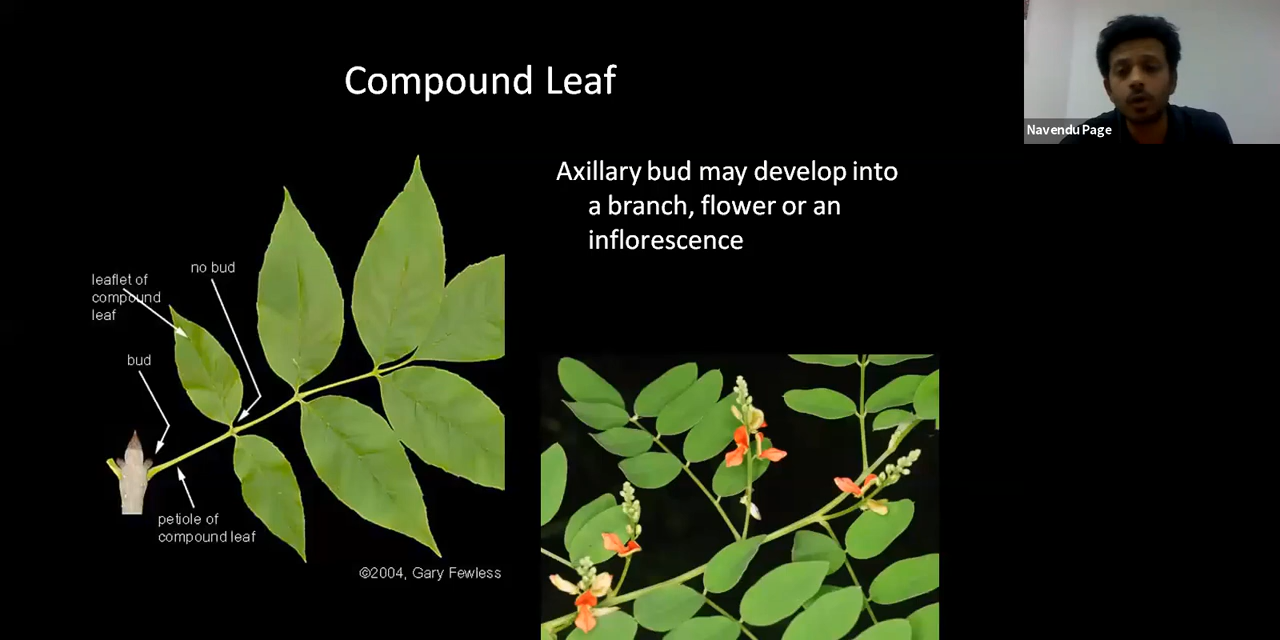 Compound Leaf
Navendu Page
Axillary bud may develop into
a branch, flower or an
inflorescence
no bud
leaflet of
compound
leaf
bud
petiole of
compound leaf
©2004, Gary Fewless